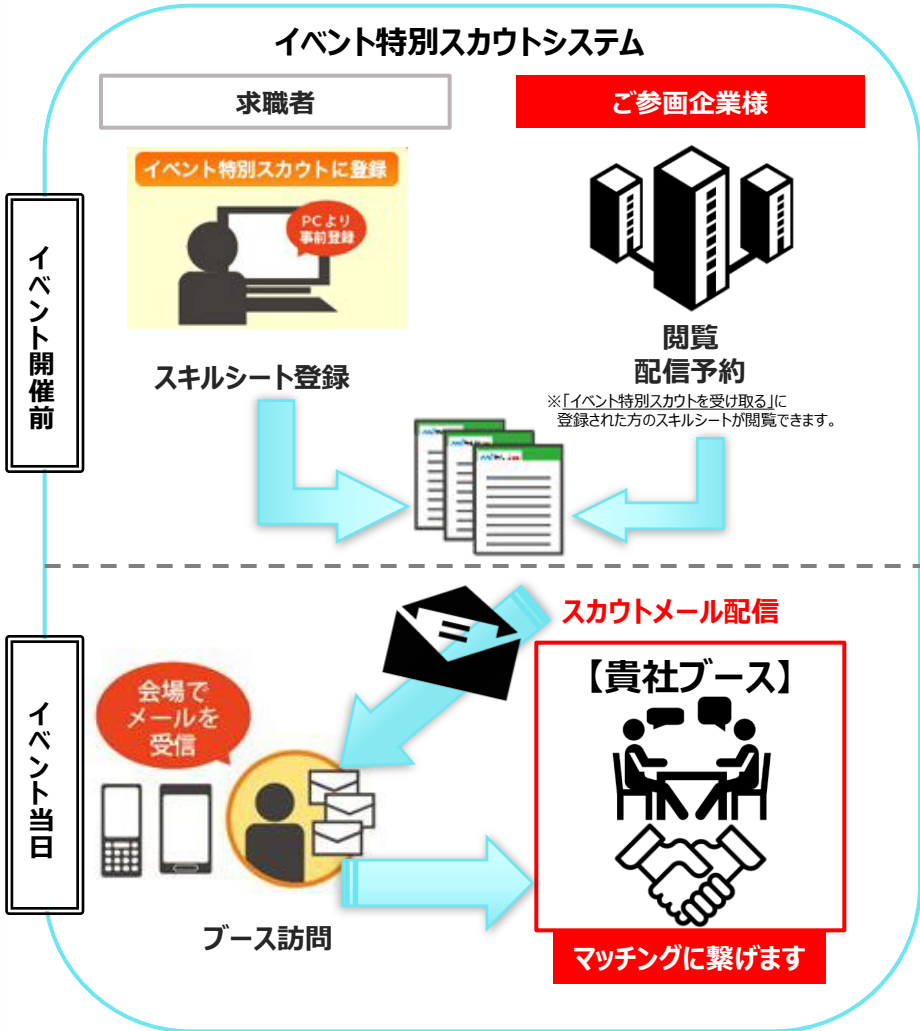 イベント特別スカウトシステム
求職者
ご参画企業様
イベント開催前
イベント特別スカウトに登録
PCより
事前登録
スキルシート登録
閲覧
配信予約
※「イベント特別スカウトを受け取る」に
登録された方のスキルシートが閲覧できます。
イベント当日
スカウトメール配信
会場で
メールを
受信
ブース訪問
【貴社ブース】
マッチングに繋げます